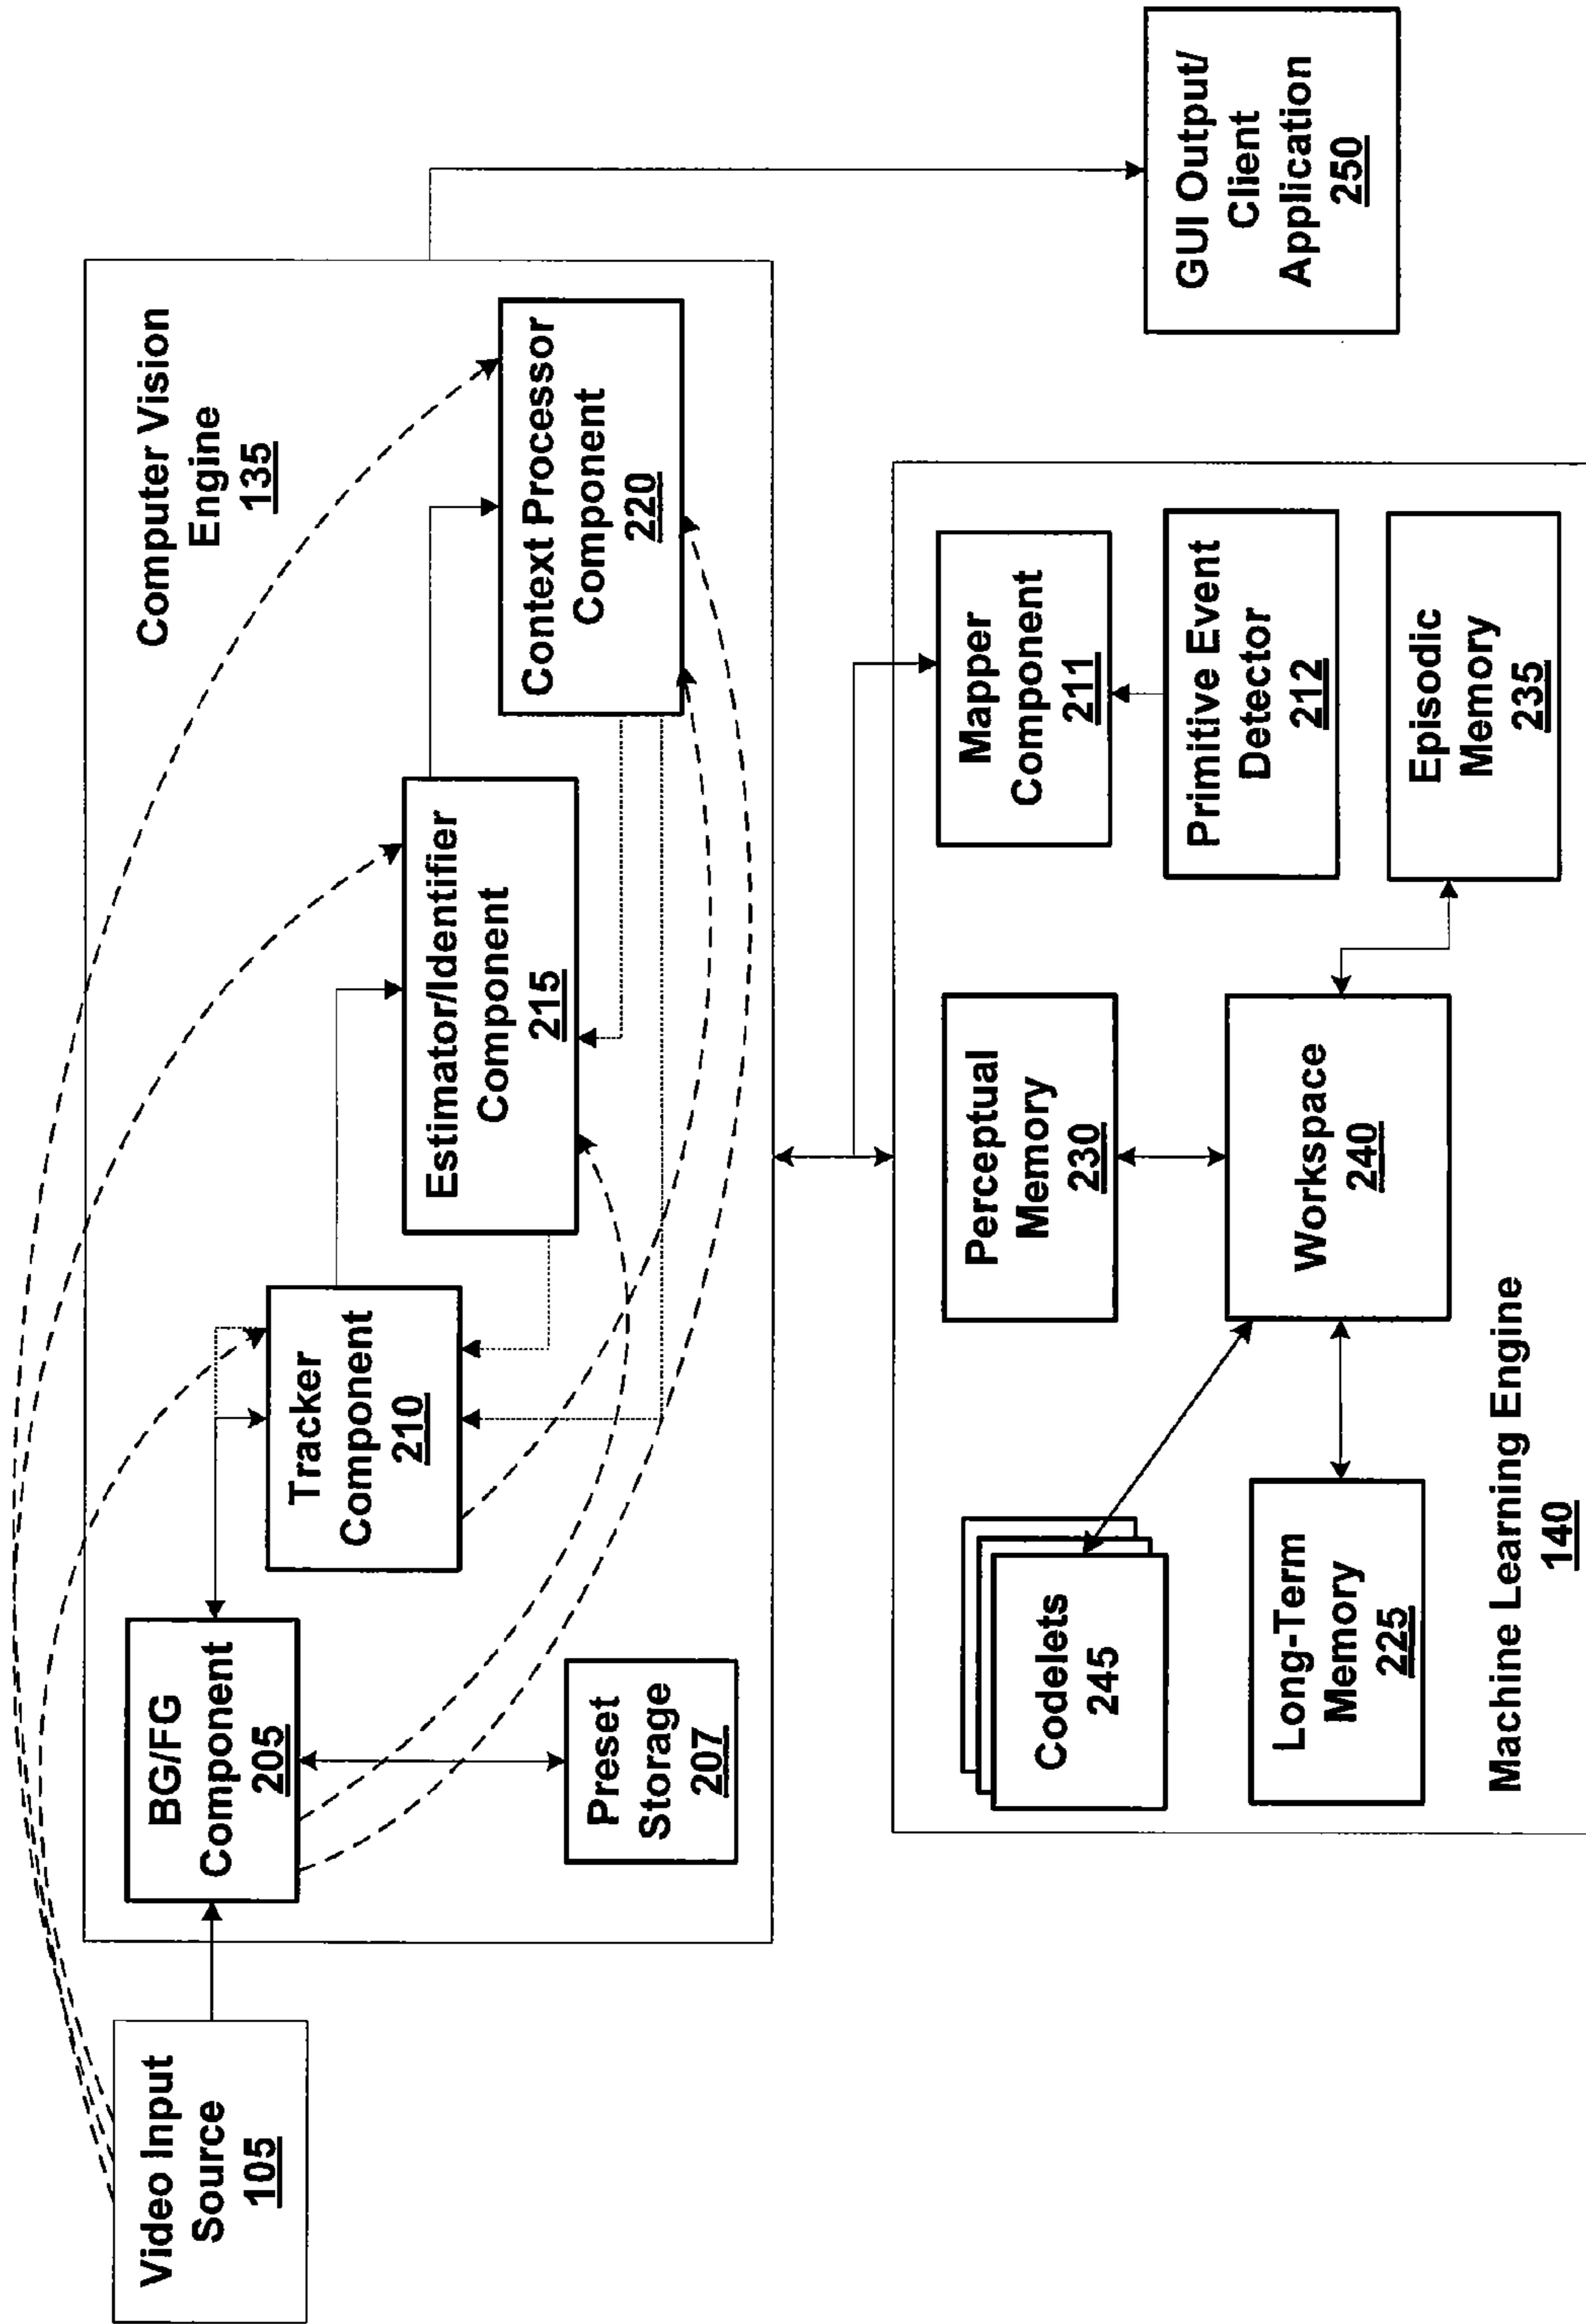 Video Input
Source
105
BG/FG
Component
205
Preset
Storage
207
Tracker
Component
210
Estimator/Identifier
Component
215
Context Processor
Component
220
Computer Vision
Engine
135
GUI Output/
Client
Application
250
Codelets
245
Long-Term
Memory
225
Machine Learning Engine
140
Perceptual
Memory
230
Workspace
240
Mapper
Component
211
Primitive Event
Detector
212
Episodic
Memory
235